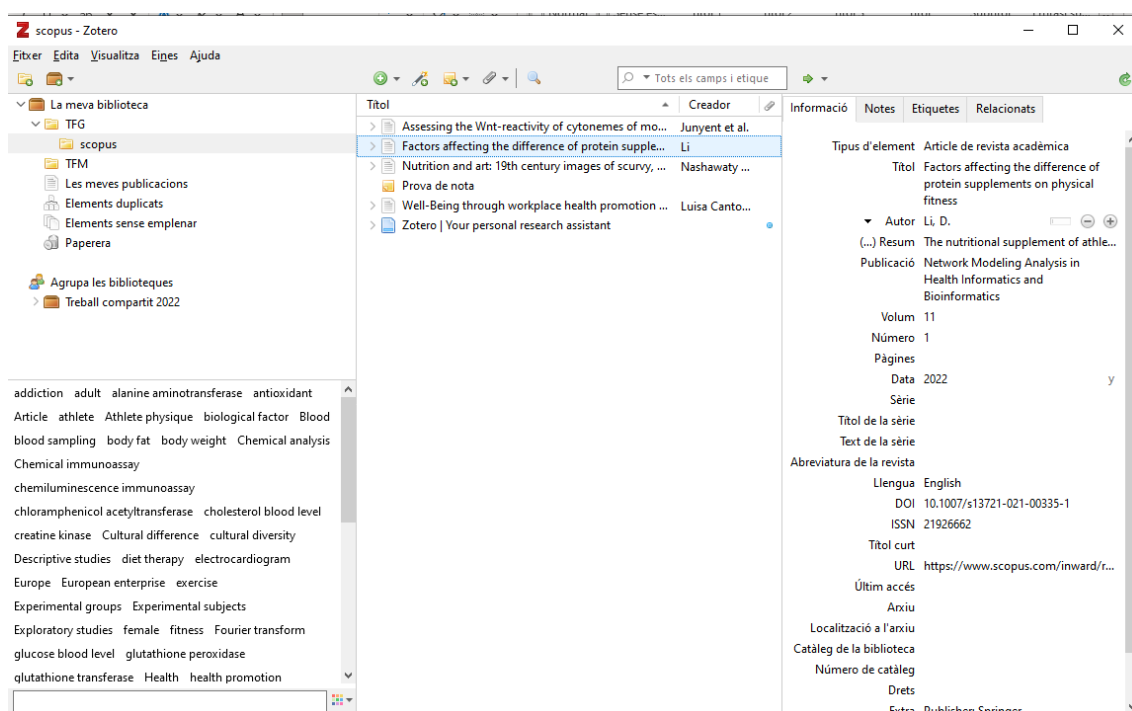 scopus - Zotero
Fitxer Edita Visualitza Eines Ajuda
Tots els camps i etique
La meva biblioteca
TFG
scopus
TFM
Les meves publicacions
Elements duplicats
Elements sense emplenar
Paperera
Agrupa les biblioteques
Treball compartit 2022
addiction adult alanine aminotransferase antioxidant
Article athlete Athlete physique biological factor Blood
blood sampling body fat body weight Chemical analysis
Chemical immunoassay
chemiluminescence immunoassay
chloramphenicol acetyltransferase cholesterol blood level
creatine kinase Cultural difference cultural diversity
Descriptive studies diet therapy electrocardiogram
Europe European enterprise exercise
Experimental groups Experimental subjects
Exploratory studies female fitness Fourier transform
glucose blood level glutathione peroxidase
glutathione transferase Health health promotion
Títol Creador
Assessing the Wnt-reactivity of cytonemes of mo... Junyent et al.
Factors affecting the difference of protein supple... Li
Nutrition and art: 19th century images of scurvy, ... Nashawaty ...
Prova de nota
Well-Being through workplace health promotion ... Luisa Canto...
Zotero | Your personal research assistant
Informació Notes Etiquetes Relacionats
Tipus d'element Article de revista acadèmica
Títol Factors affecting the difference of
protein supplements on physical
fitness
Autor Li, D.
(...) Resum The nutritional supplement of athle...
Publicació Network Modeling Analysis in
Health Informatics and
Bioinformatics
Volum 11
Número 1
Pàgines
Data 2022 y
Sèrie
Títol de la sèrie
Text de la sèrie
Abreviatura de la revista
Llengua English
DOI 10.1007/s13721-021-00335-1
ISSN 21926662
Títol curt
URL https://www.scopus.com/inward/r...
Últim accés
Arxiu
Localització a l'arxiu
Catàleg de la biblioteca
Número de catàleg
Drets
Extra Publisher: Springer